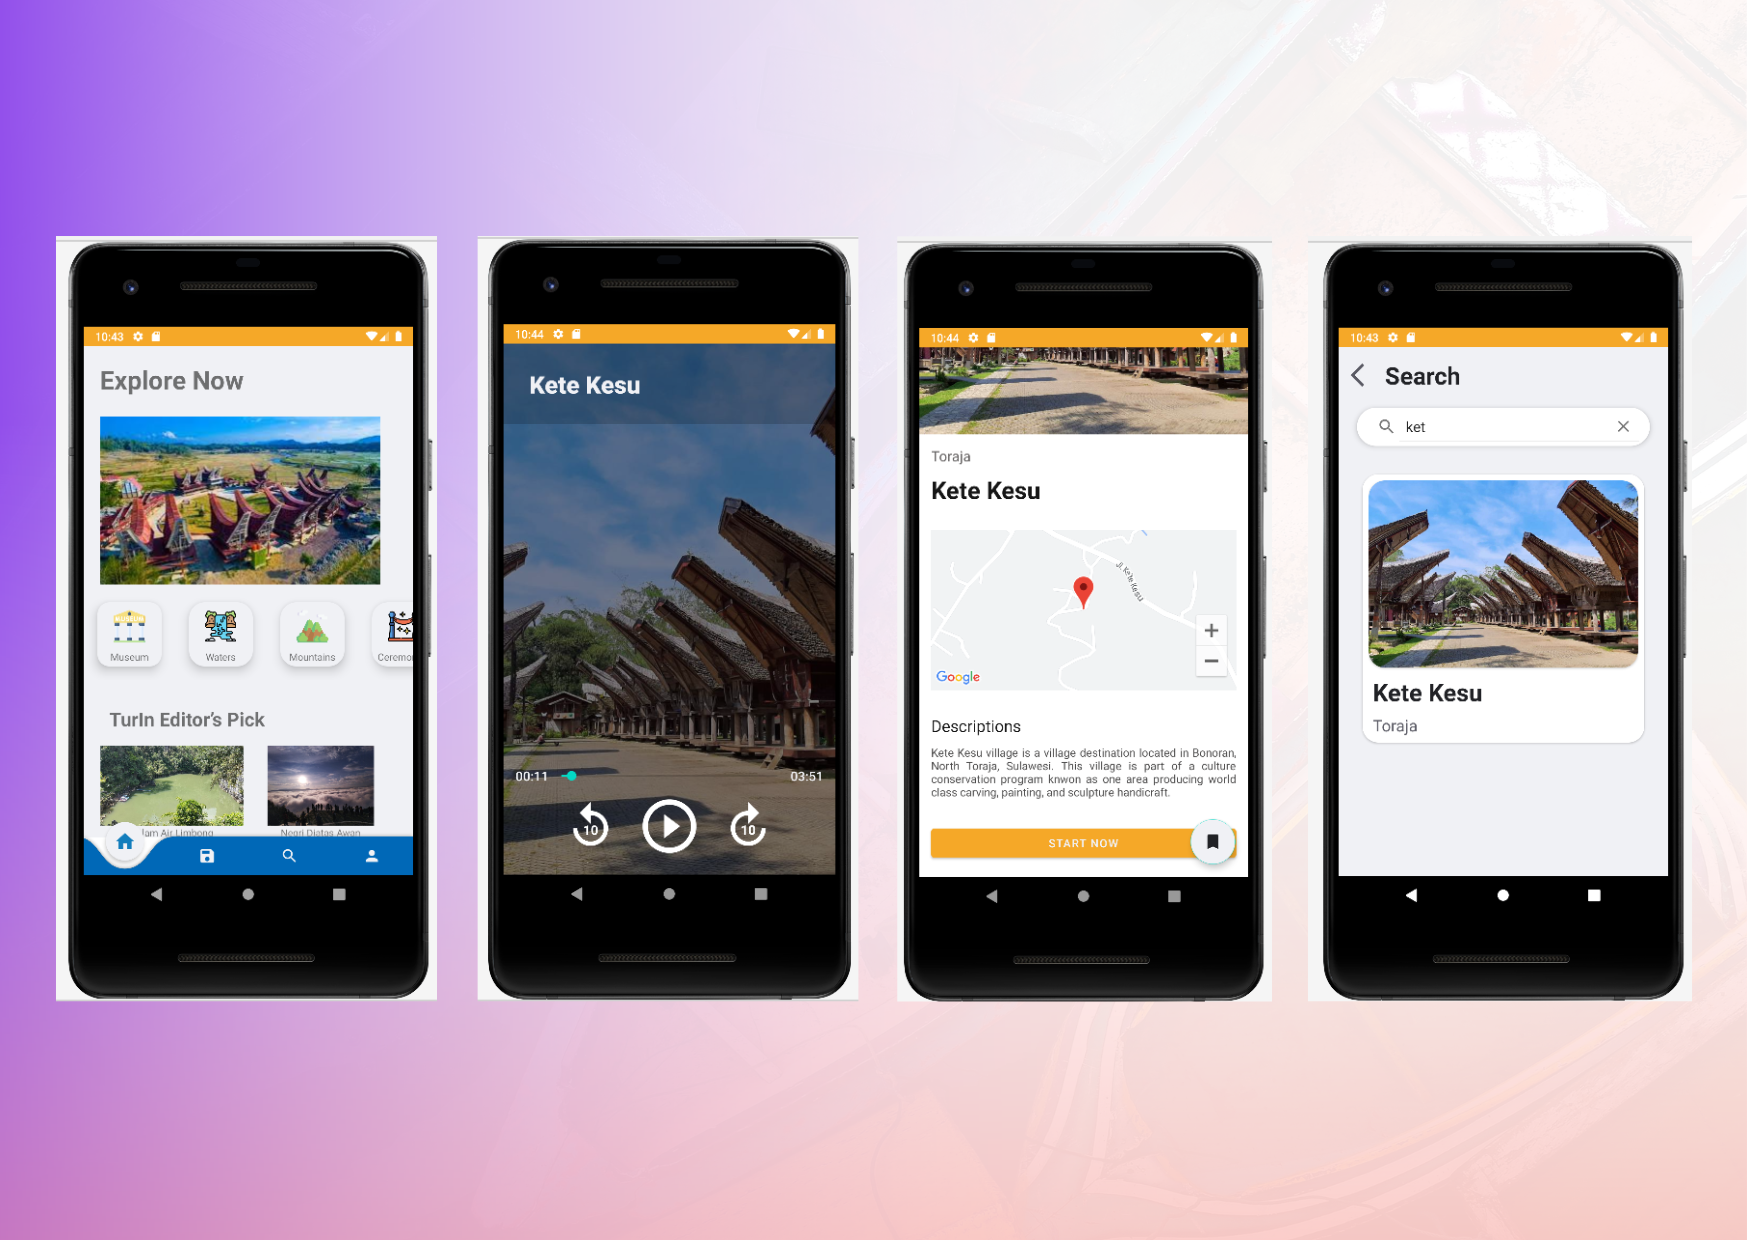 10:43
Explore Now
MUSEUM
Museum
Waters
Mountains
Ceremo
TurIn Editor's Pick
lam Air Limbong
Negri Diatas Awan
10:44
Kete Kesu
00:11
03:51
10
10
10:44
Toraja
Kete Kesu
Jl. Ke'te Kesu
Google
Descriptions
Kete Kesu village is a village destination located in Bonoran,
North Toraja, Sulawesi. This village is part of a culture
conservation program knwon as one area producing world
class carving, painting, and sculpture handicraft.
START NOW
10:43
Search
ket
Kete Kesu
Toraja